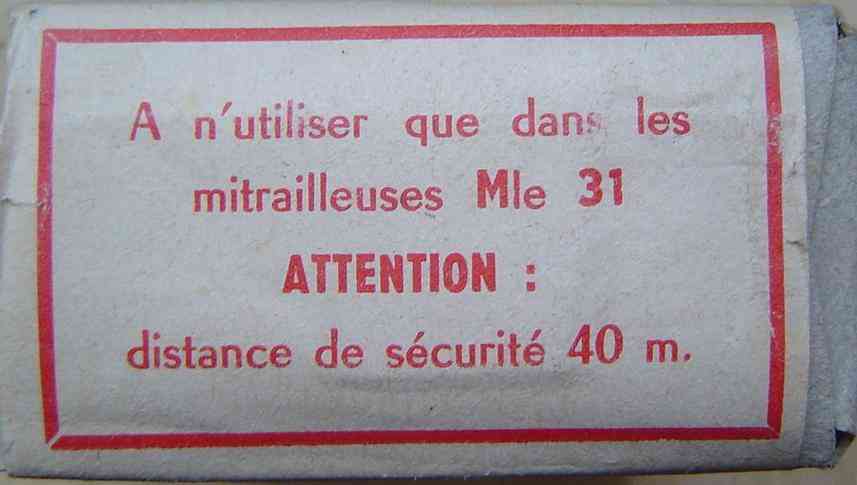 A n'utiliser que dans les
mitrailleuses Mle 31
ATTENTION :
distance de sécurité 40 m.